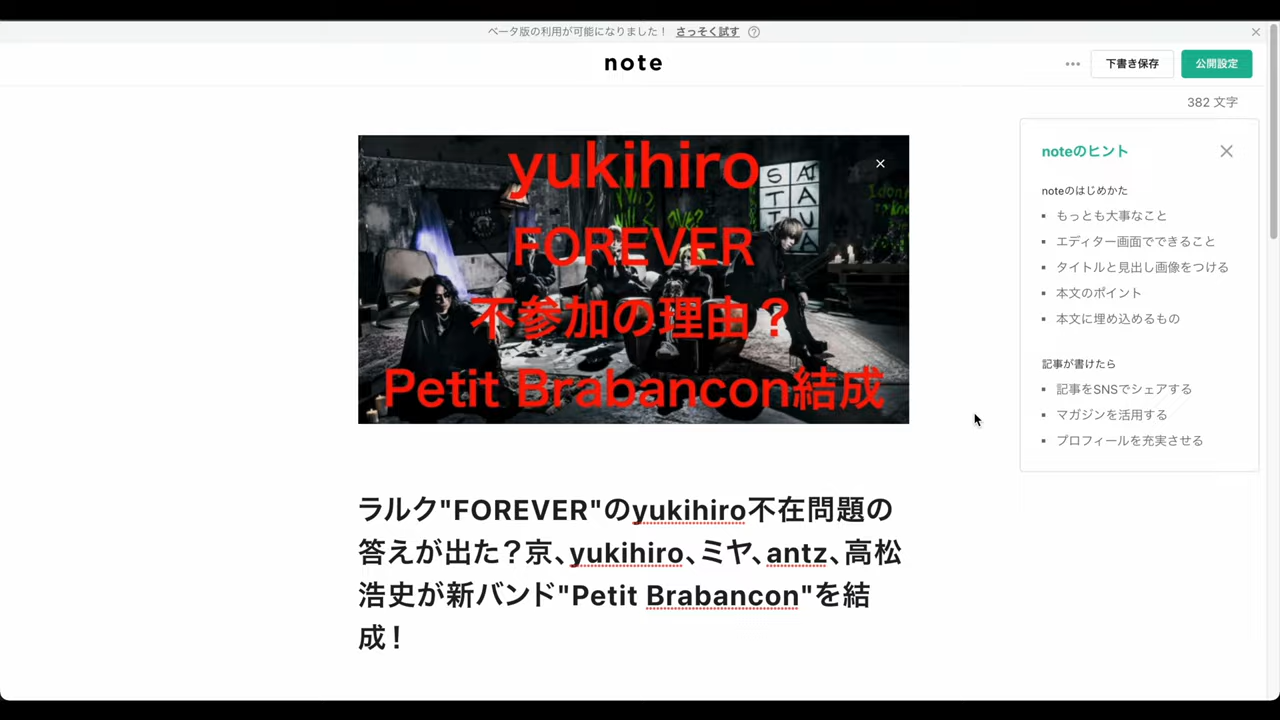 ベータ版の利用が可能になりました！ さっそく試す
note
下書き保存
公開設定
382 文字
yukihiro
FOREVER
不参加の理由？
Petit Brabancon結成
noteのヒント
noteのはじめかた
もっとも大事なこと
エディター画面でできること
タイトルと見出し画像をつける
本文のポイント
本文に埋め込めるもの
記事が書けたら
記事をSNSでシェアする
マガジンを活用する
プロフィールを充実させる
ラルク"FOREVER"のyukihiro不在問題の
答えが出た？京、yukihiro、ミヤ、antz、高松
浩史が新バンド"Petit Brabancon"を結
成！